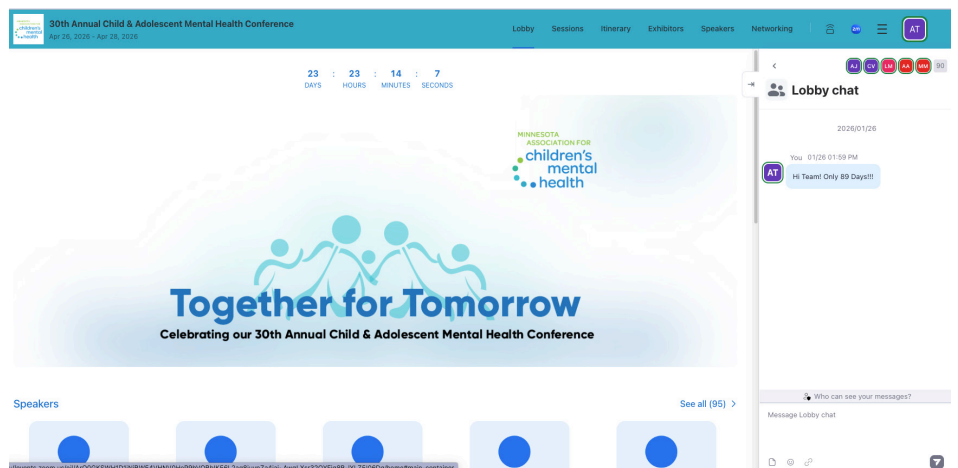 30th Annual Child & Adolescent Mental Health Conference
Apr 26, 2026 - Apr 28, 2026
Lobby Sessions Itinerary Exhibitors Speakers Networking
AT
23 : 23 : 14 : 7
DAYS HOURS MINUTES SECONDS
MINNESOTA
ASSOCIATION FOR
children's
mental
health
Together for Tomorrow
Celebrating our 30th Annual Child & Adolescent Mental Health Conference
Speakers
See all (95)
AJ CV LM AA MM 90
Lobby chat
2026/01/26
You 01/26 01:59 PM
AT
Hi Team! Only 89 Days!!!
Who can see your messages?
Message Lobby chat